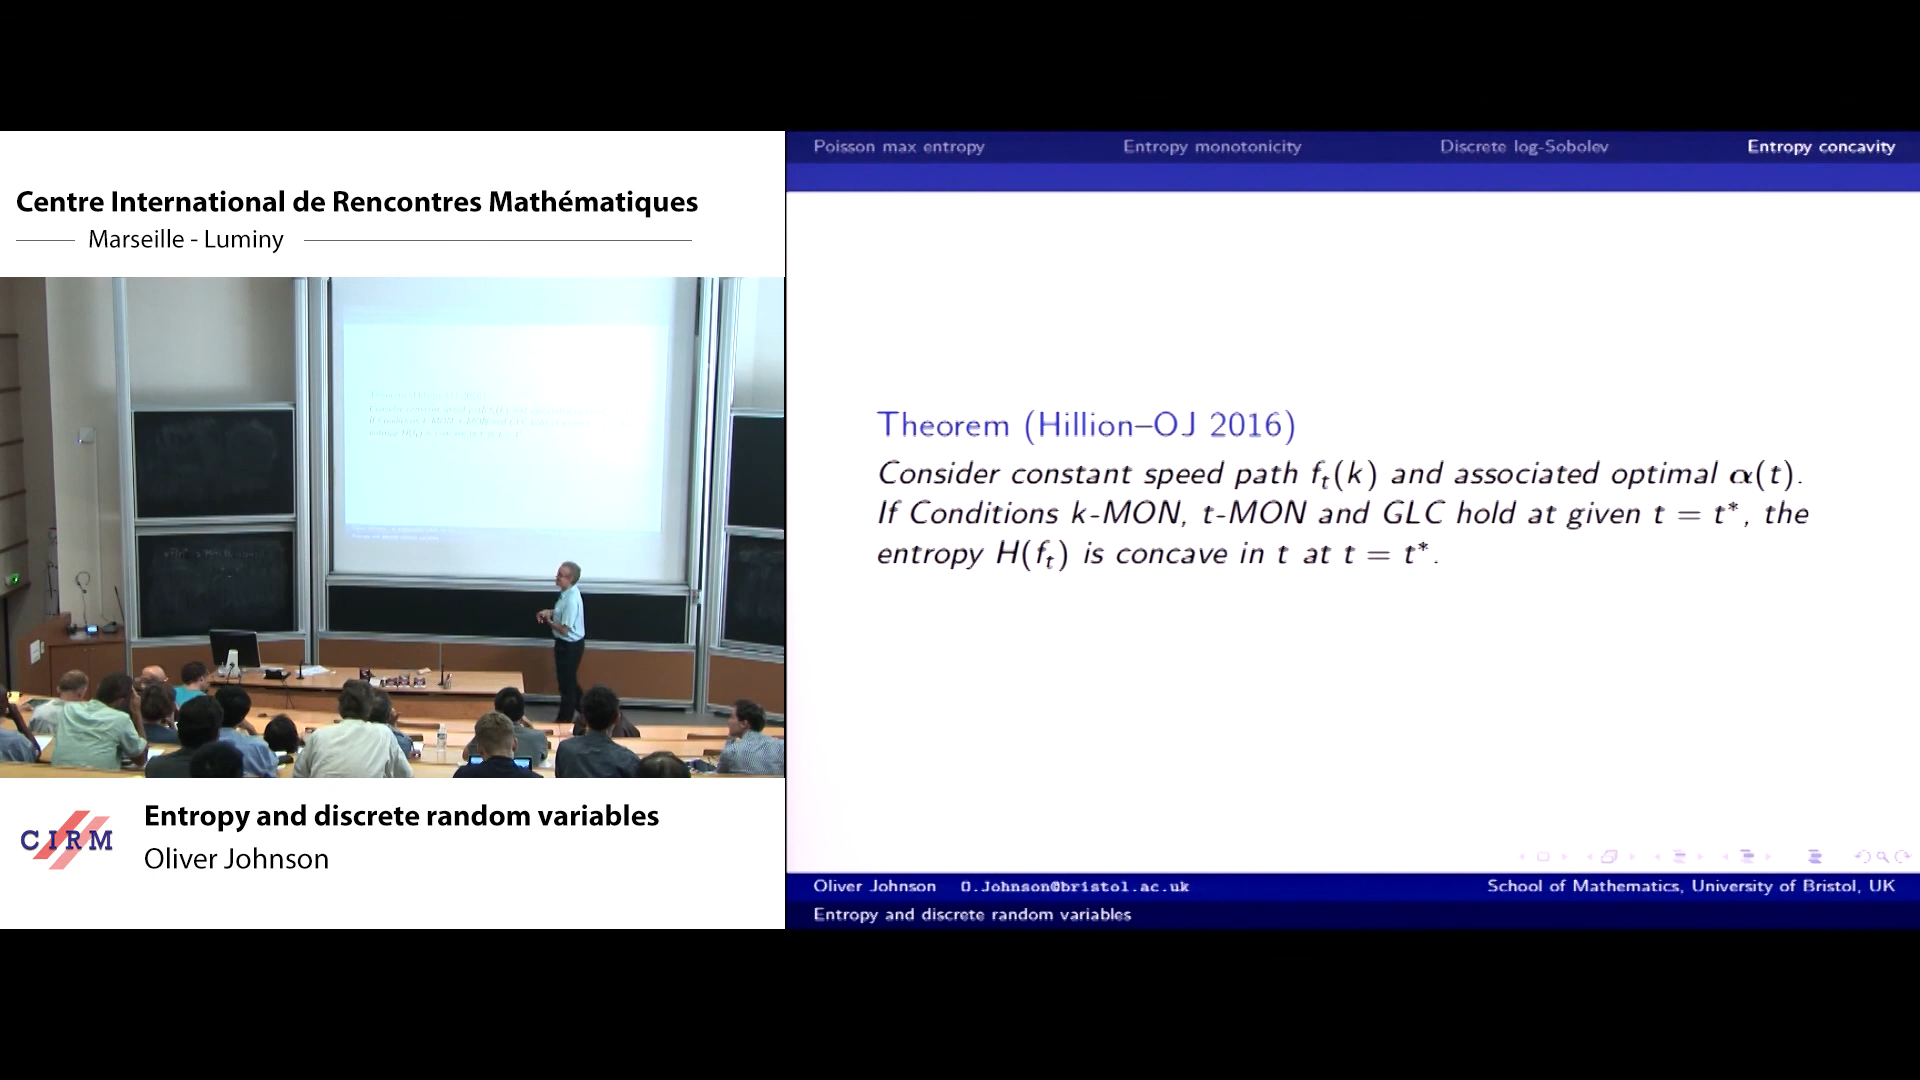 Centre International de Rencontres Mathématiques
Marseille - Luminy
CIRM
Entropy and discrete random variables
Oliver Johnson
Poisson max entropy Entropy monotonicity Discrete log-Sobolev Entropy concavity
Theorem (Hillion–OJ 2016)
Consider constant speed path fₜ(k) and associated optimal α(t).
If Conditions k-MON, t-MON and GLC hold at given t = t*, the
entropy H(fₜ) is concave in t at t = t*.
Oliver Johnson O.Johnson@bristol.ac.uk School of Mathematics, University of Bristol, UK
Entropy and discrete random variables